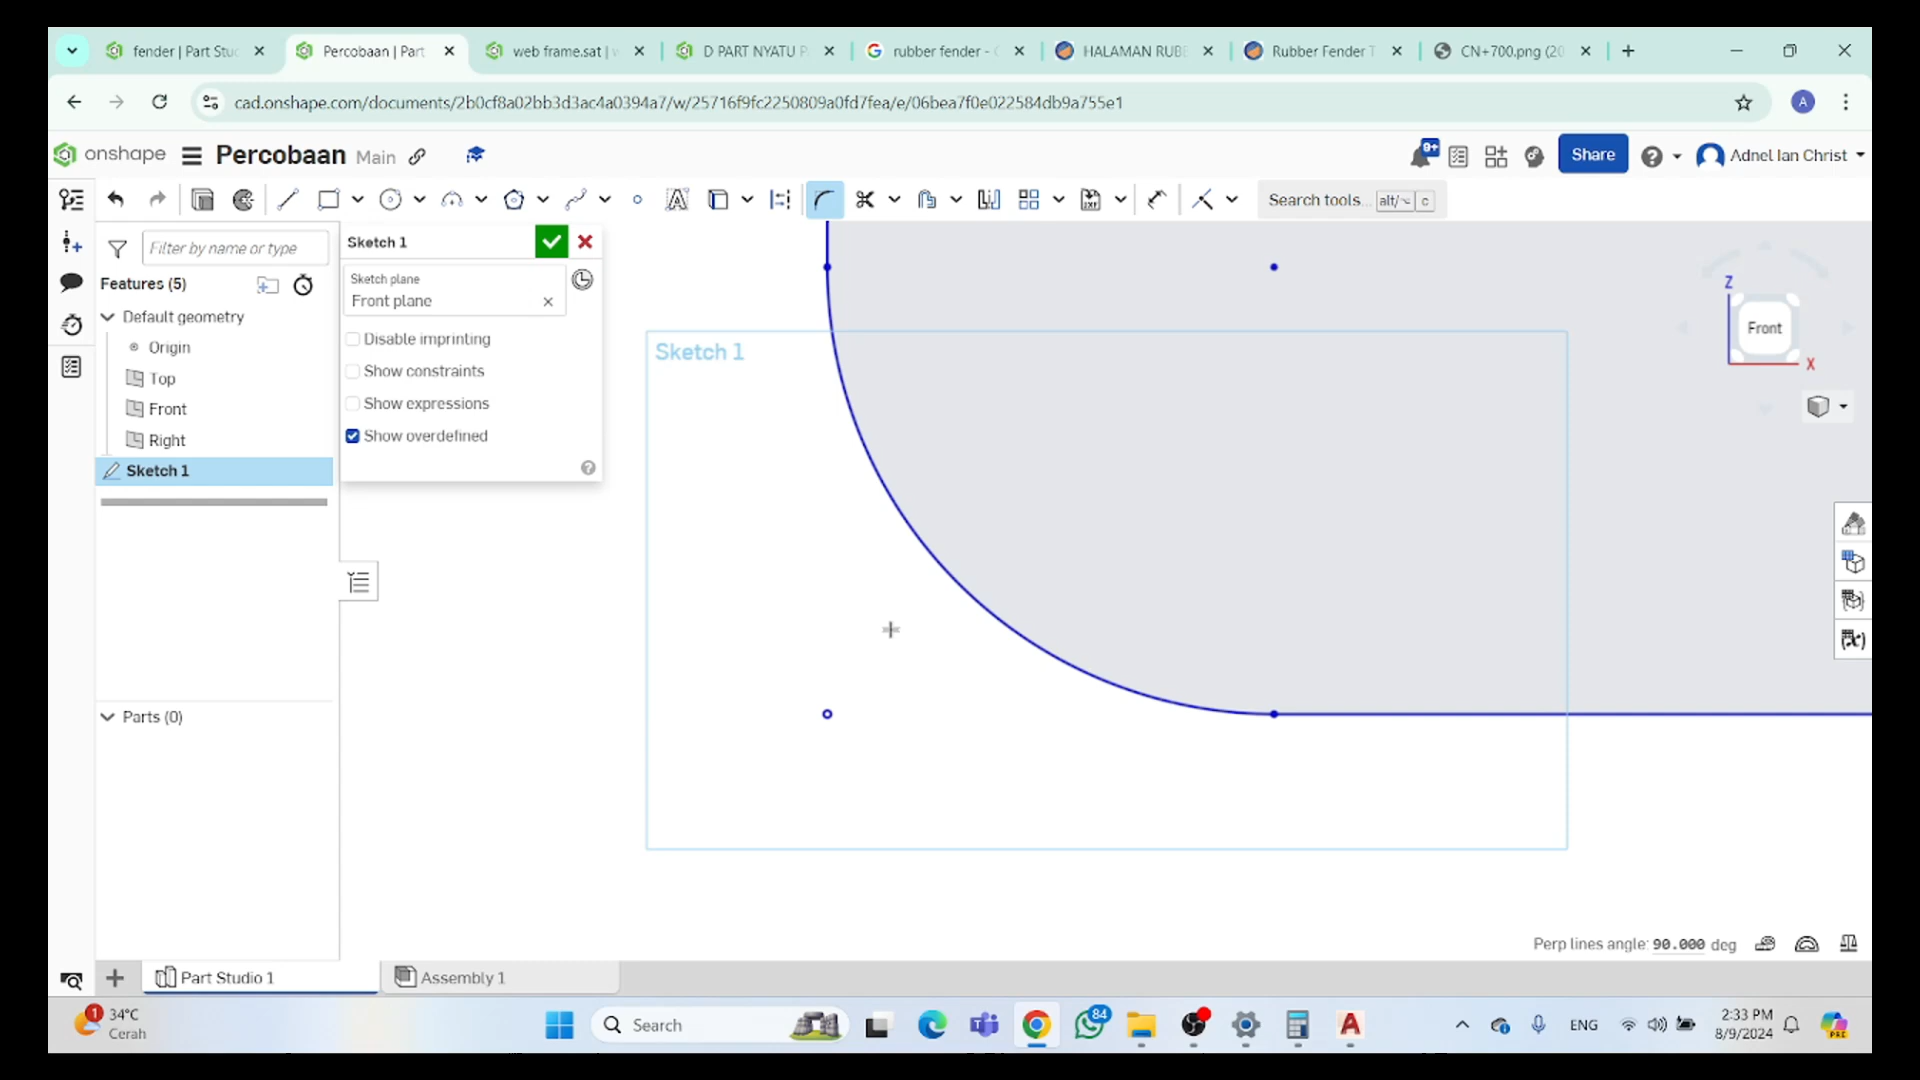 fender | Part Stu
Percobaan | Part
web frame.sat |
D PART NYATU P
rubber fender -
HALAMAN RUB
Rubber Fender T
CN+700.png (20
cad.onshape.com/documents/2b0cf8a02bb3d3ac4a0394a7/w/25716f9fc2250809a0fd7fea/e/06bea7f0e022584db9a755e1
A
onshape
Percobaan
Main
9+
Share
Adnel Ian Christ
Search tools... alt/⌥ c
Filter by name or type
Features (5)
Default geometry
Origin
Top
Front
Right
Sketch 1
Parts (0)
Sketch 1
Sketch plane
Front plane
Disable imprinting
Show constraints
Show expressions
Show overdefined
Sketch 1
Z
Front
X
Perp lines angle: 90.000 deg
Part Studio 1
Assembly 1
1
34°C
Cerah
Search
84
ENG
2:33 PM
8/9/2024
PRE